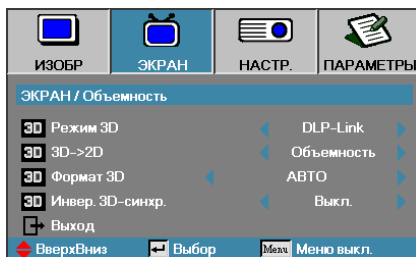 ИЗОБР ЭКРАН НАСТР. ПАРАМЕТРЫ
ЭКРАН / Объемность
3D Режим 3D DLP-Link
3D 3D->2D Объемность
3D Формат 3D АВТО
3D Инвер. 3D-синхр. Выкл.
Выход
ВверхВниз Выбор Menu Меню выкл.